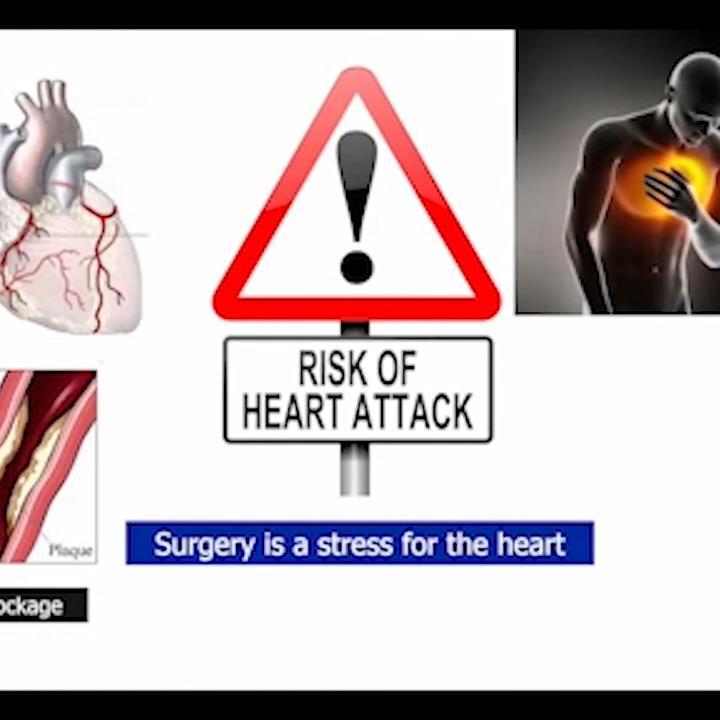 RISK OF
HEART ATTACK
Plaque
Surgery is a stress for the heart
ockage